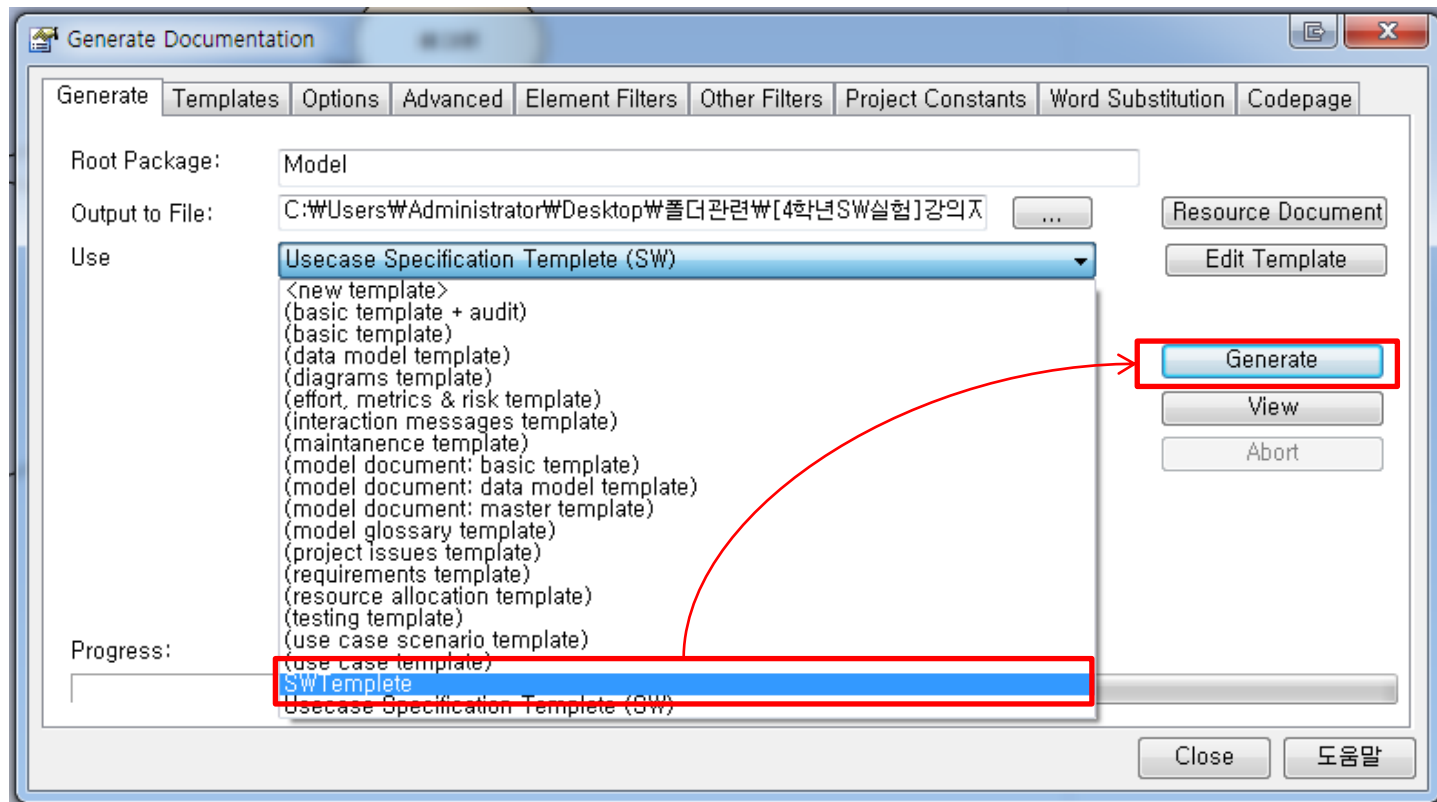 Generate Documentation
Generate Templates Options Advanced Element Filters Other Filters Project Constants Word Substitution Codepage
Root Package: Model
Output to File: C:₩Users₩Administrator₩Desktop₩폴더관련₩[4학년SW실험]강의 ... Resource Document
Use Usecase Specification Templete (SW) Edit Template
<new template>
(basic template + audit)
(basic template)
(data model template)
(diagrams template)
Generate
(effort, metrics & risk template)
(interaction messages template)
View
(maintanence template)
Abort
(model document: basic template)
(model document: data model template)
(model document: master template)
(model glossary template)
(project issues template)
(requirements template)
(resource allocation template)
(testing template)
(use case scenario template)
Progress:
(use case template)
SWTemplete
Usecase Specification Templete (SW)
Close 도움말